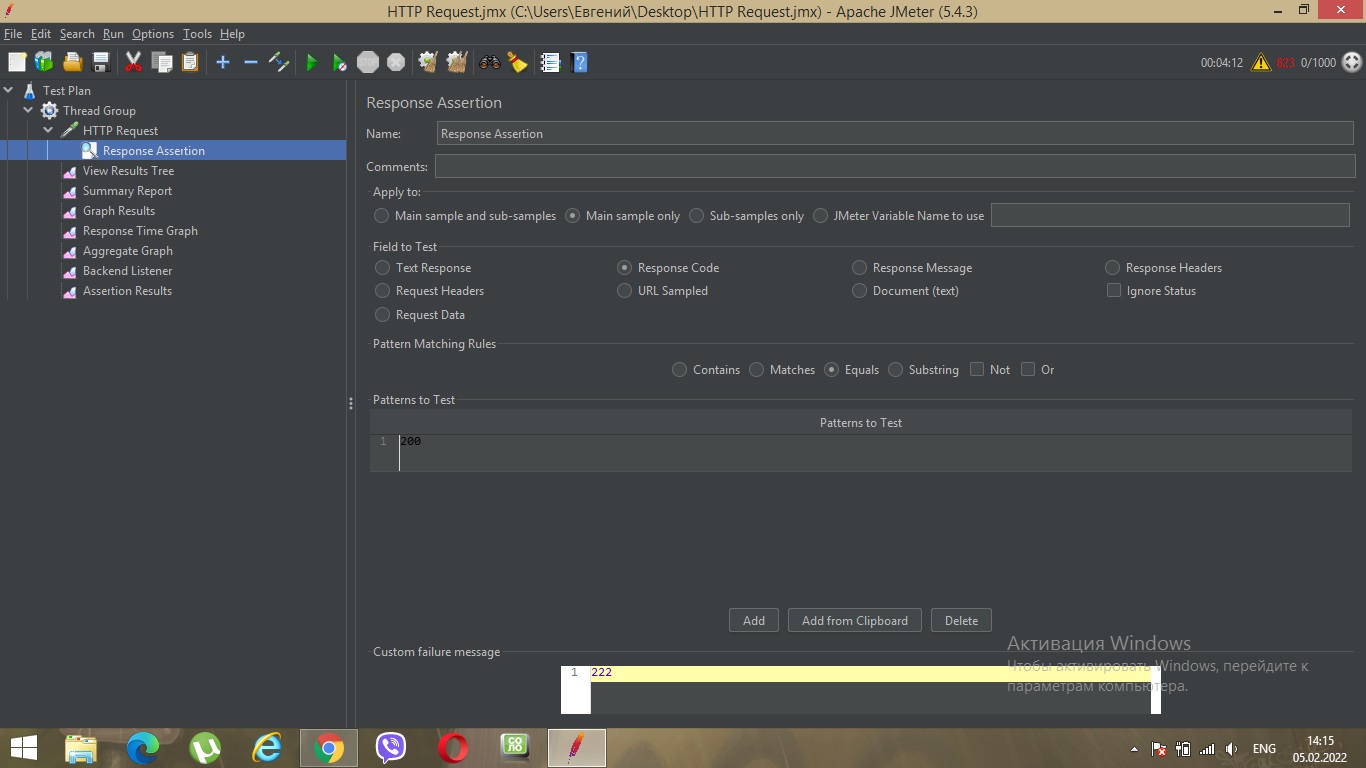 HTTP Request.jmx (C:\Users\Евгений\Desktop\HTTP Request.jmx) - Apache JMeter (5.4.3)
File Edit Search Run Options Tools Help
STOP
00:04:12 823 0/1000
Test Plan
Thread Group
HTTP Request
Response Assertion
View Results Tree
Summary Report
Graph Results
Response Time Graph
Aggregate Graph
Backend Listener
Assertion Results
Response Assertion
Name: Response Assertion
Comments:
Apply to:
Main sample and sub-samples Main sample only Sub-samples only JMeter Variable Name to use
Field to Test
Text Response Response Code Response Message Response Headers
Request Headers URL Sampled Document (text) Ignore Status
Request Data
Pattern Matching Rules
Contains Matches Equals Substring Not Or
Patterns to Test
Patterns to Test
1 200
Add Add from Clipboard Delete
Custom failure message
1 222
Активация Windows
Чтобы активировать Windows, перейдите к
параметрам компьютера.
СОЛО
ENG
14:15
05.02.2022